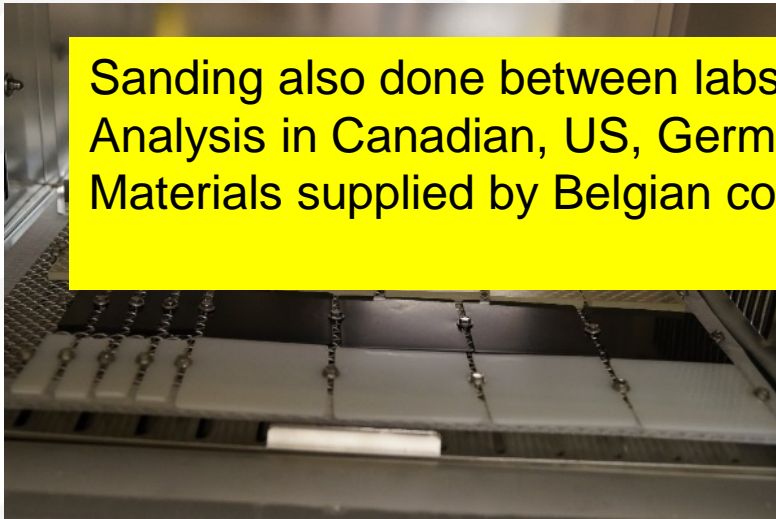 Sanding also done between labs
Analysis in Canadian, US, Germ
Materials supplied by Belgian co